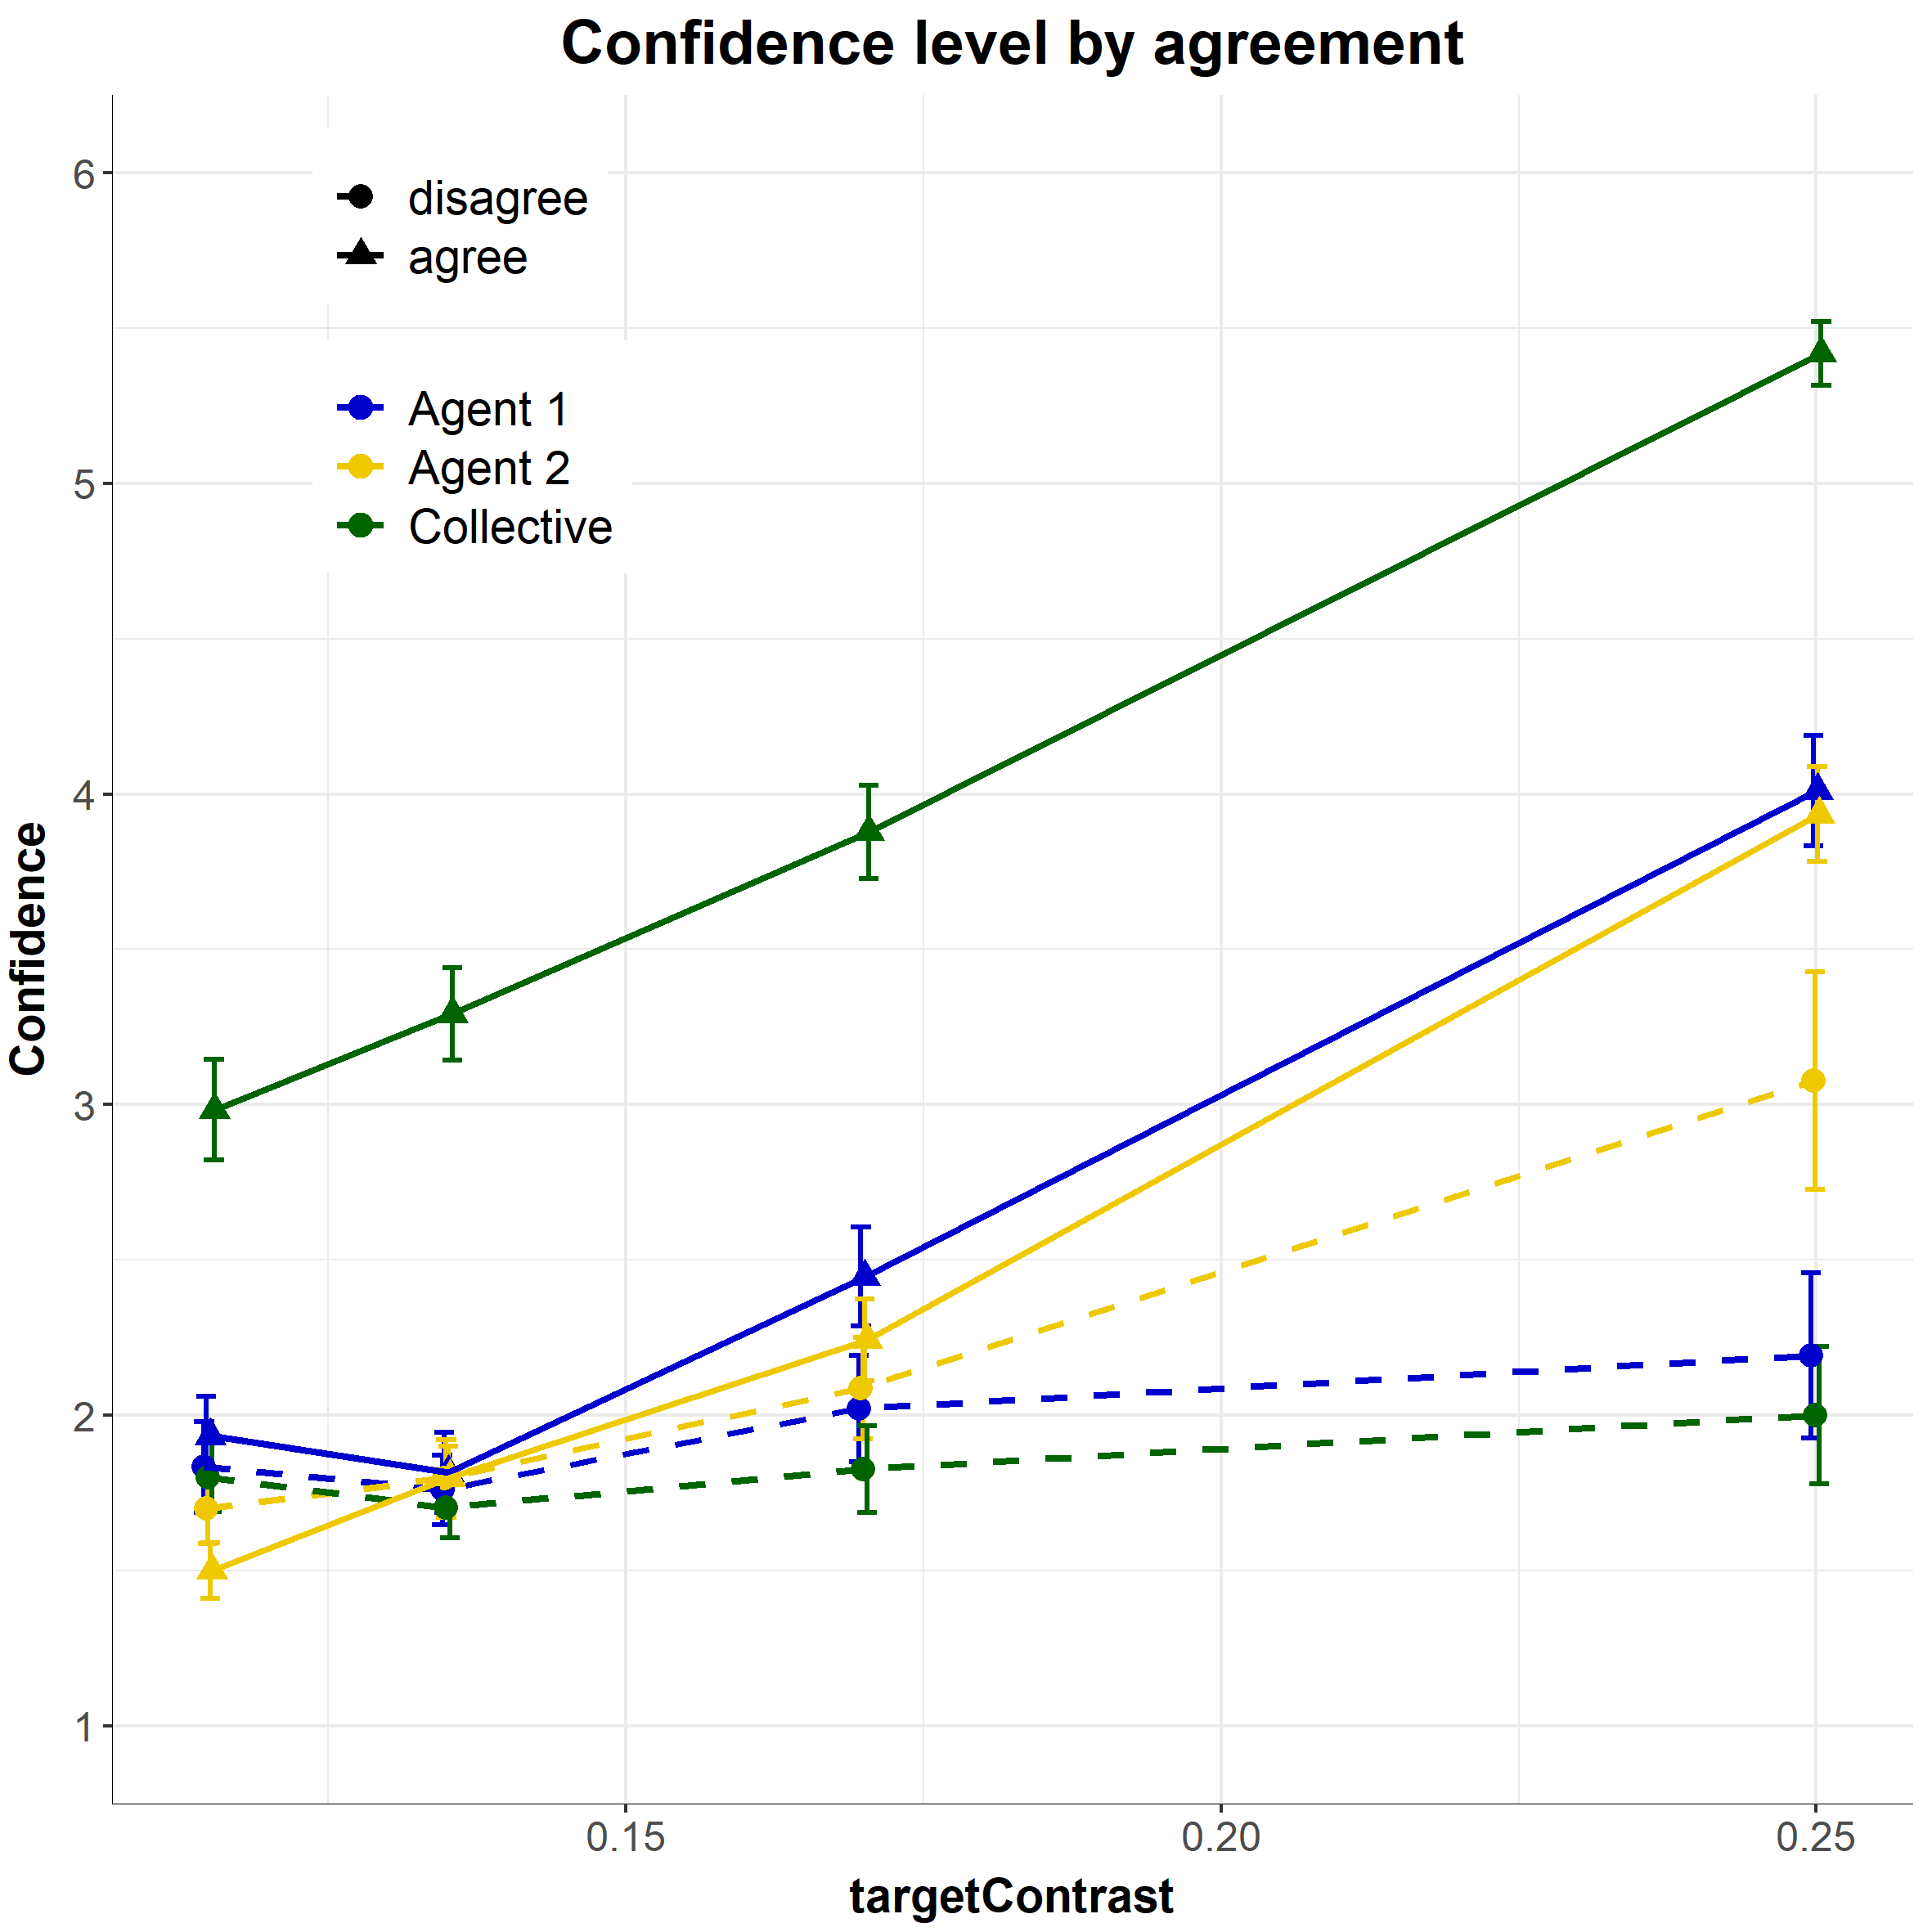 Confidence level by agreement
6
5
4
3
2
1
Confidence
disagree
agree
Agent 1
Agent 2
Collective
0.15
0.20
0.25
targetContrast